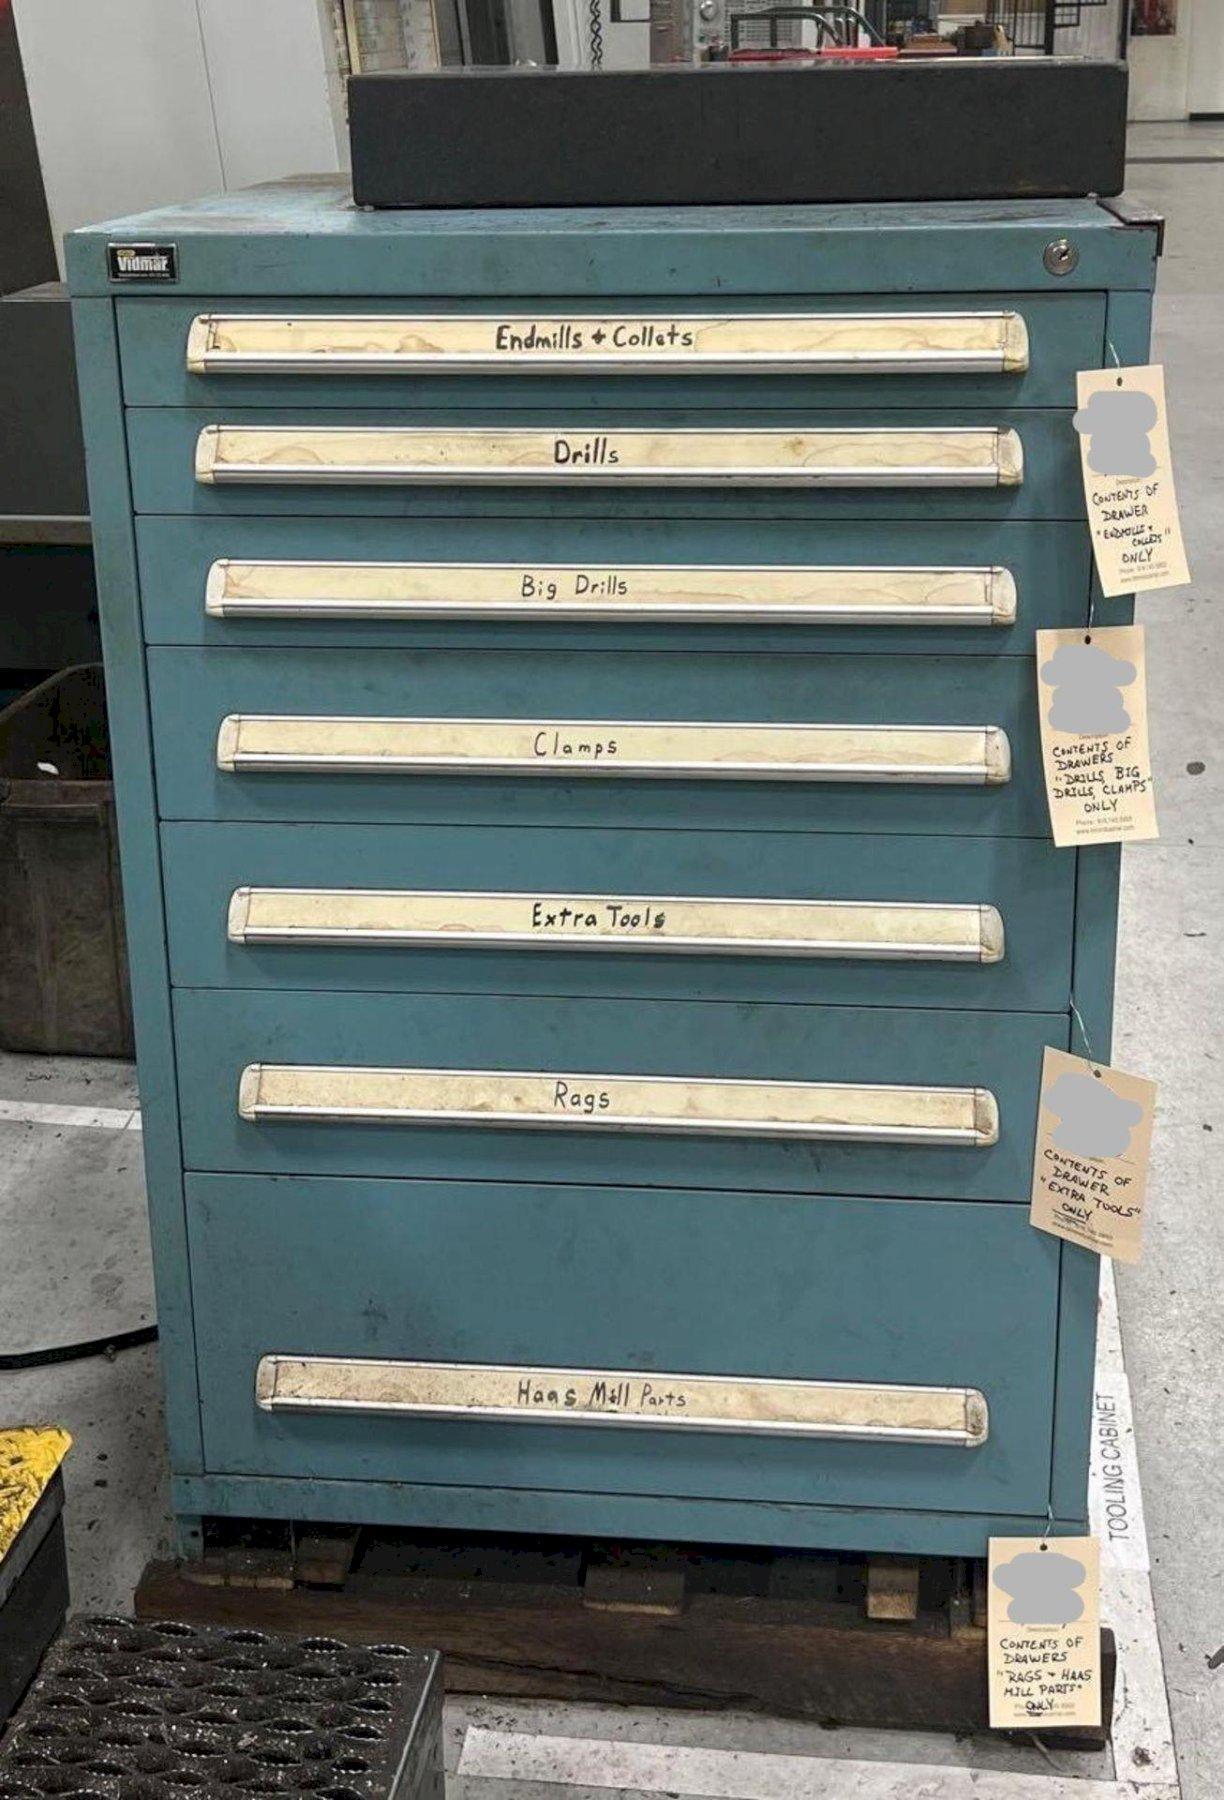 Vidmar
Endmills + Collets
Drills
Big Drills
Clamps
Extra Tools
Rags
Haas Mill Parts
CONTENTS OF
DRAWER
"ENDMILLS +
COLLETS"
ONLY
CONTENTS OF
DRAWERS
"DRILLS, BIG
DRILLS, CLAMPS"
ONLY
CONTENTS OF
DRAWER
"EXTRA TOOLS"
ONLY
TOOLING CABINET
CONTENTS OF
DRAWERS
"RAGS + HAAS
MILL PARTS"
ONLY